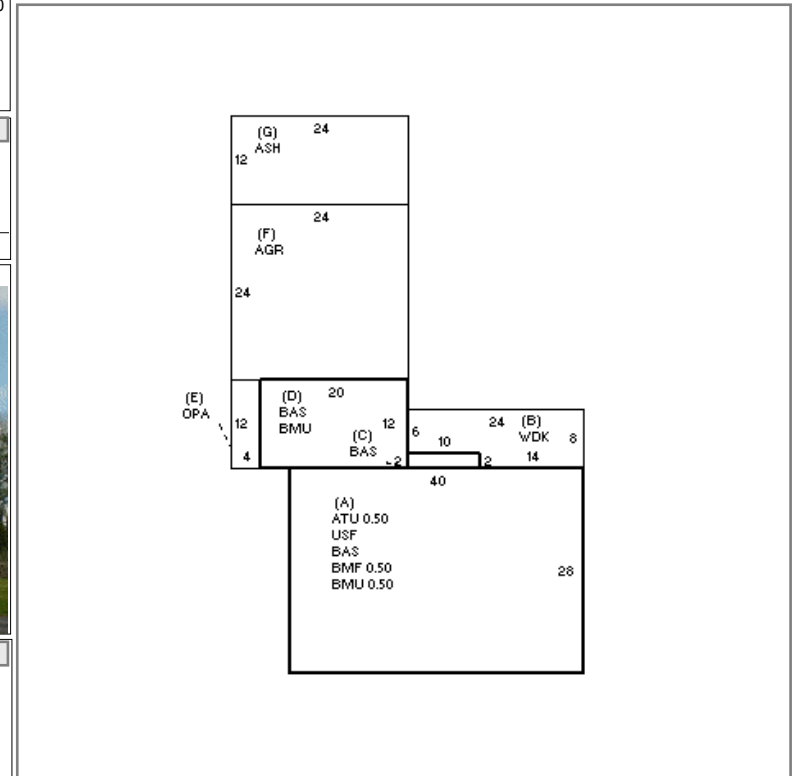 (G)
ASH
24
12
24
(F)
AGR
24
(E)
OPA
12
4
(D)
BAS
BMU
20
12
(C)
BAS
2
6
10
24
(B)
WDK
8
2
14
40
(A)
ATU 0.50
USF
BAS
BMF 0.50
BMU 0.50
28